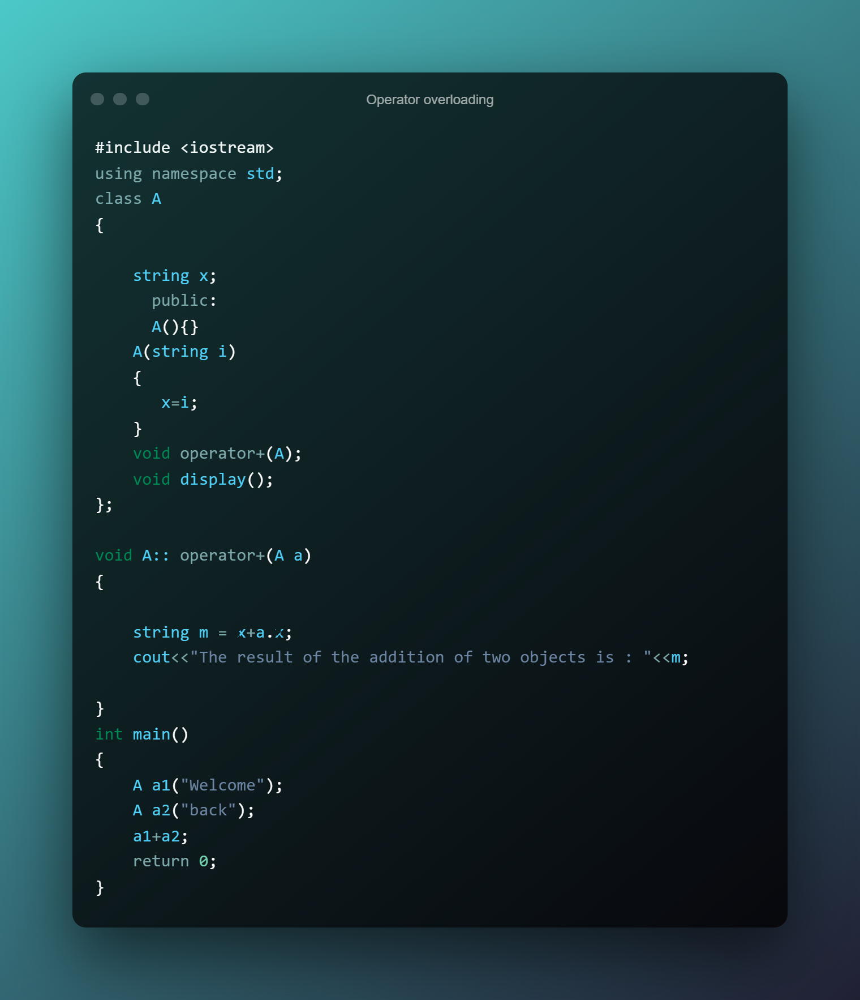 Operator overloading
#include <iostream>
using namespace std;
class A
{
string x;
public:
A(){}
A(string i)
{
x=i;
}
void operator+(A);
void display();
};
void A:: operator+(A a)
{
string m = x+a.x;
cout<<"The result of the addition of two objects is : "<<m;
}
int main()
{
A a1("Welcome");
A a2("back");
a1+a2;
return 0;
}